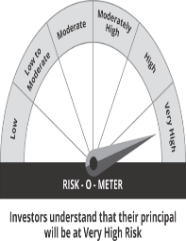 Low
Low to
Moderate
Moderate
Moderately
High
High
Very High
RISK - O - METER
Investors understand that their principal
will be at Very High Risk